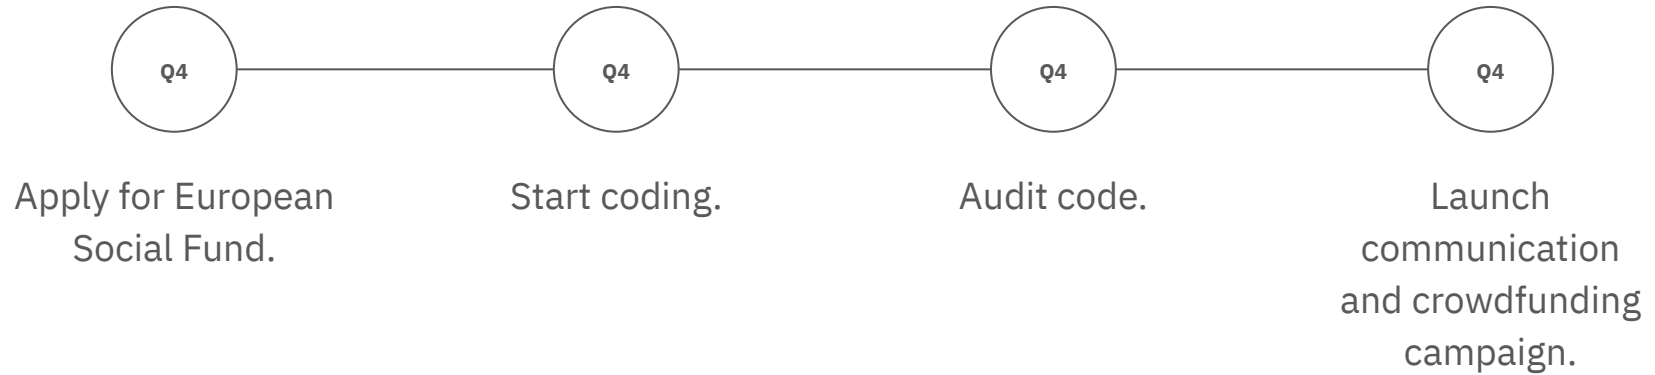 Q4
Q4
Q4
Q4
Apply for European
Social Fund.
Start coding.
Audit code.
Launch
communication
and crowdfunding
campaign.